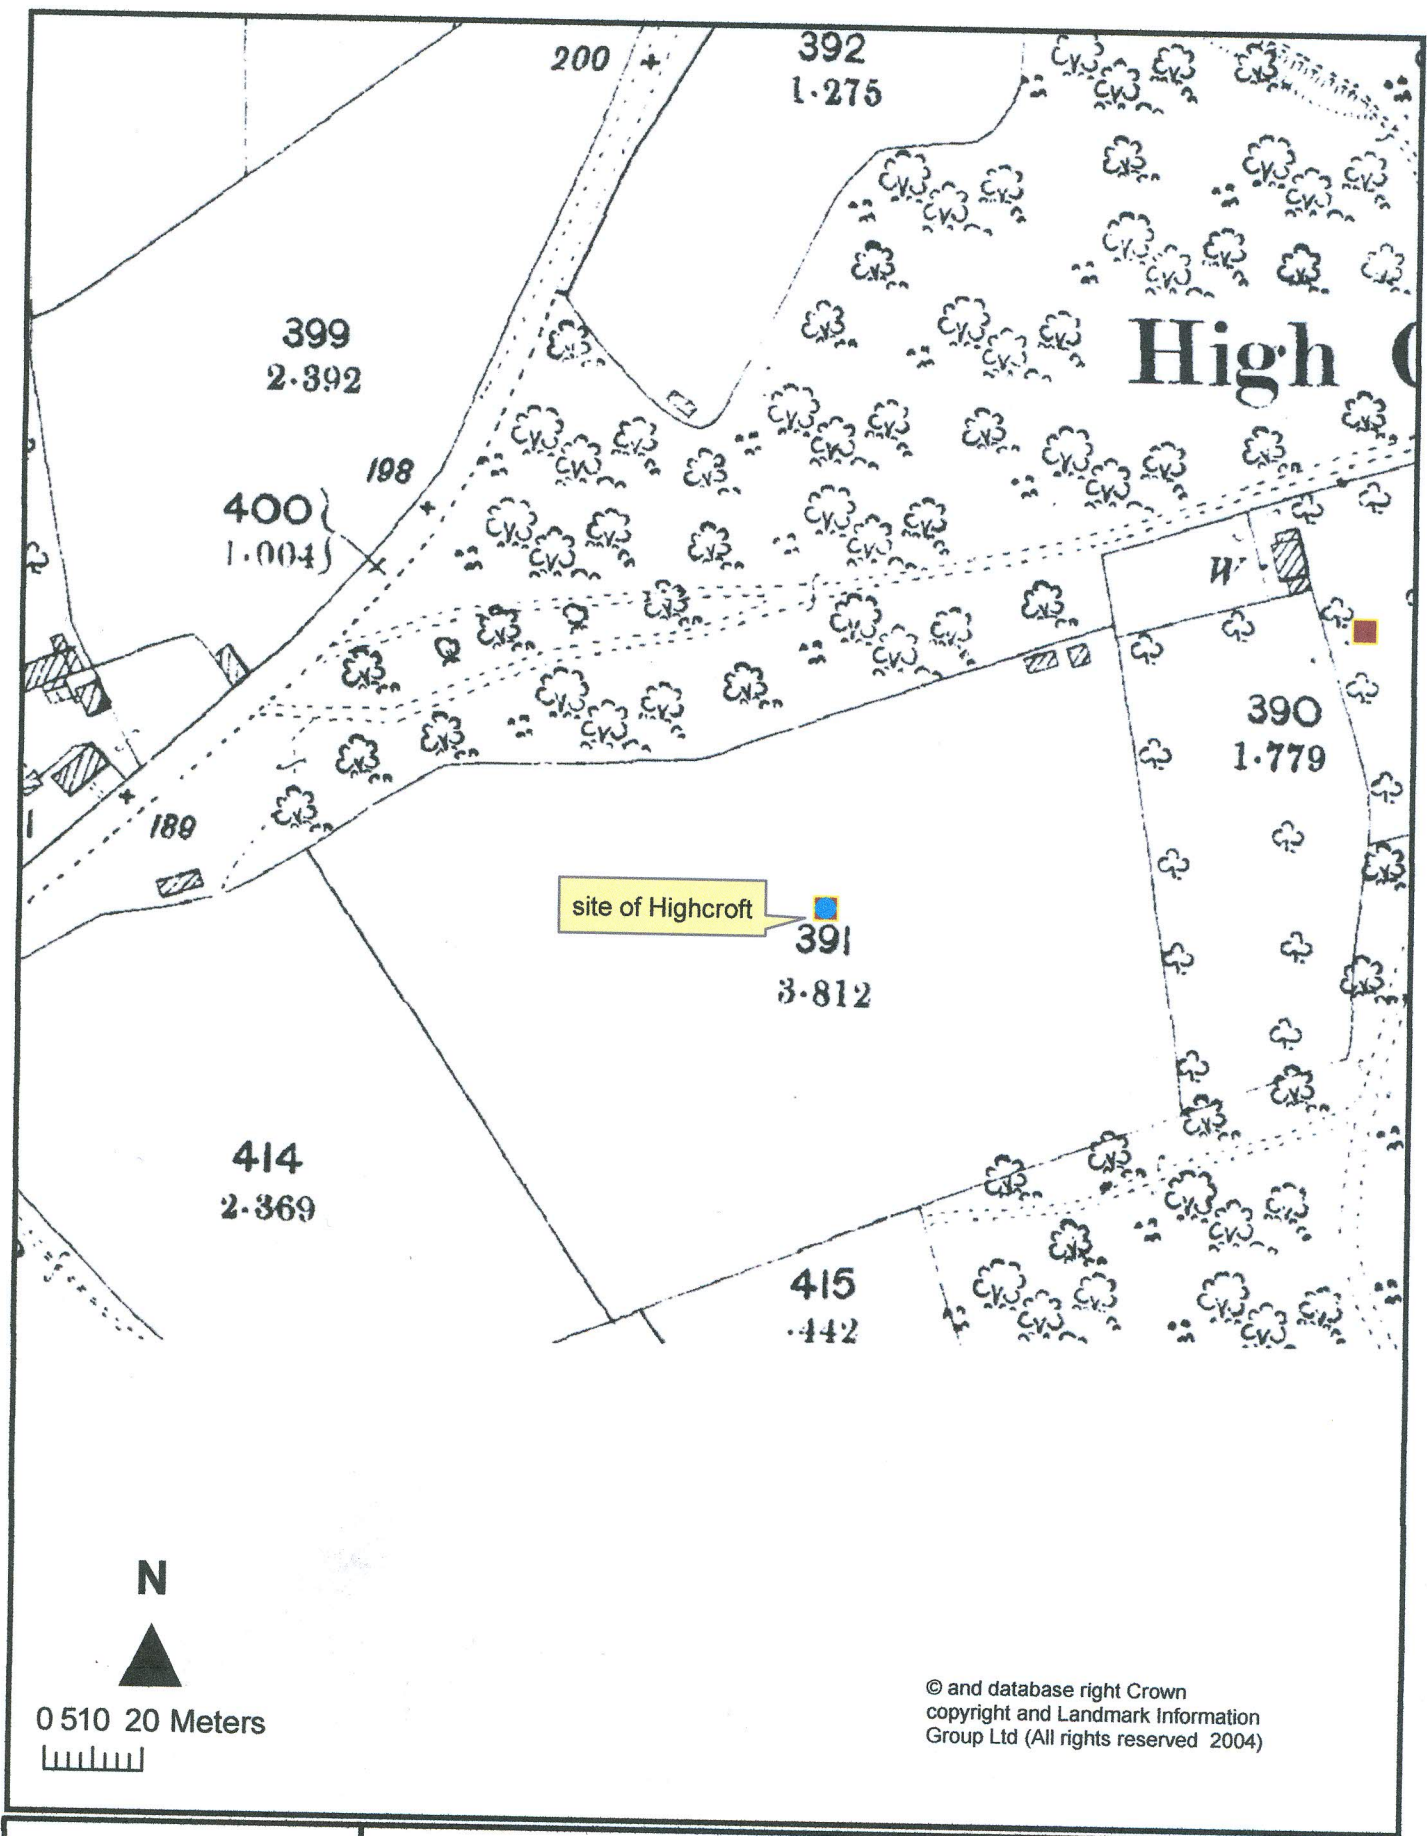 200
392
1·275
399
2·392
High
198
400
1·004
W
390
1·779
189
site of Highcroft
391
3·812
414
2·369
415
·442
N
0 510 20 Meters
© and database right Crown
copyright and Landmark Information
Group Ltd (All rights reserved 2004)